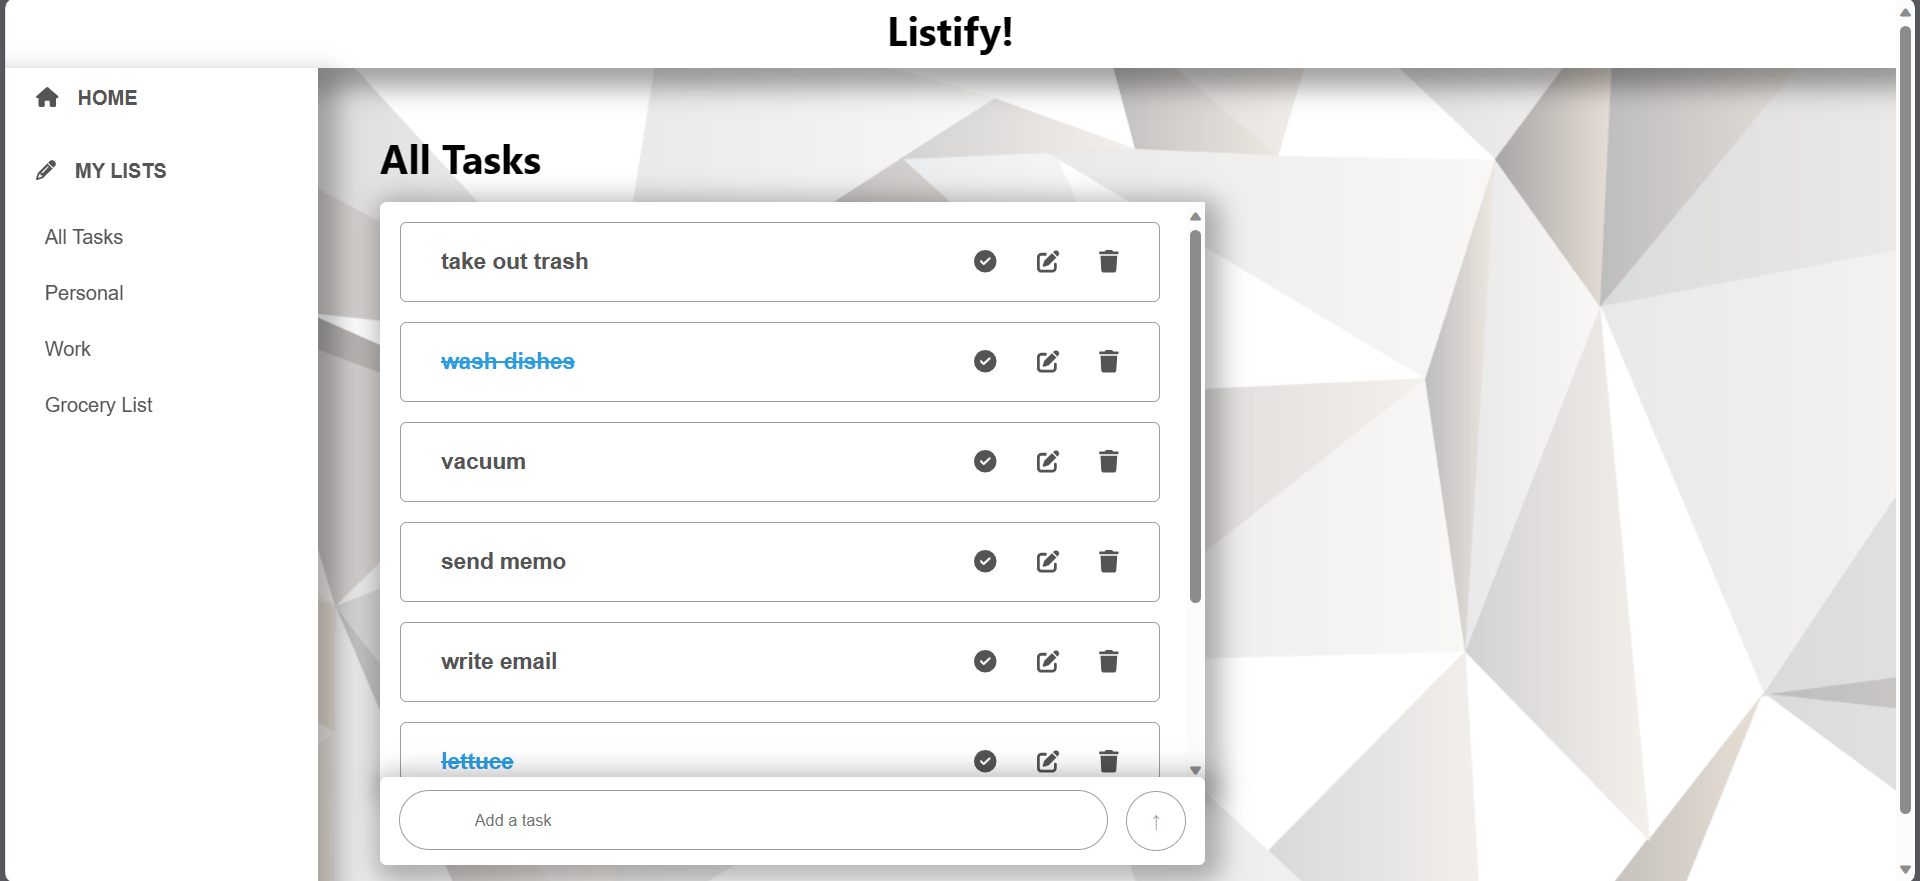 Listify!
HOME
MY LISTS
All Tasks
Personal
Work
Grocery List
All Tasks
take out trash
wash dishes
vacuum
send memo
write email
lettuce
Add a task
↑